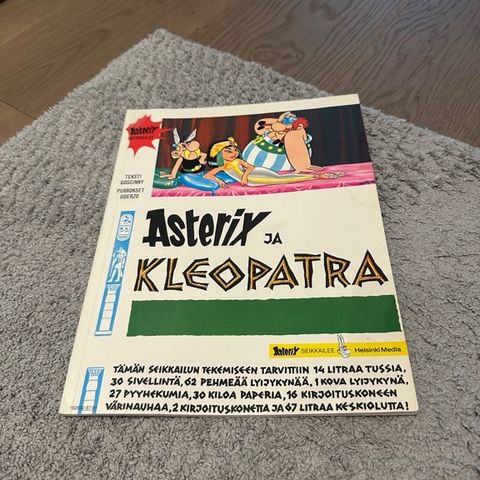 Asterix
SEIKKAILEE
TEKSTI
GOSCINNY
PIIRROKSET
UDERZO
Asterix JA
KLEOPATRA
Asterix SEIKKAILEE Helsinki Media
TÄMÄN SEIKKAILUN TEKEMISEEN TARVITTIIN 14 LITRAA TUSSIA,
30 SIVELLINTÄ, 62 PEHMEÄÄ LYIJYKYNÄÄ, 1 KOVA LYIJYKYNÄ,
27 PYYHEKUMIA, 30 KILOA PAPERIA, 16 KIRJOITUSKONEEN
VÄRINAUHAA, 2 KIRJOITUSKONETTA JA 67 LITRAA KESKIOLUTTA!